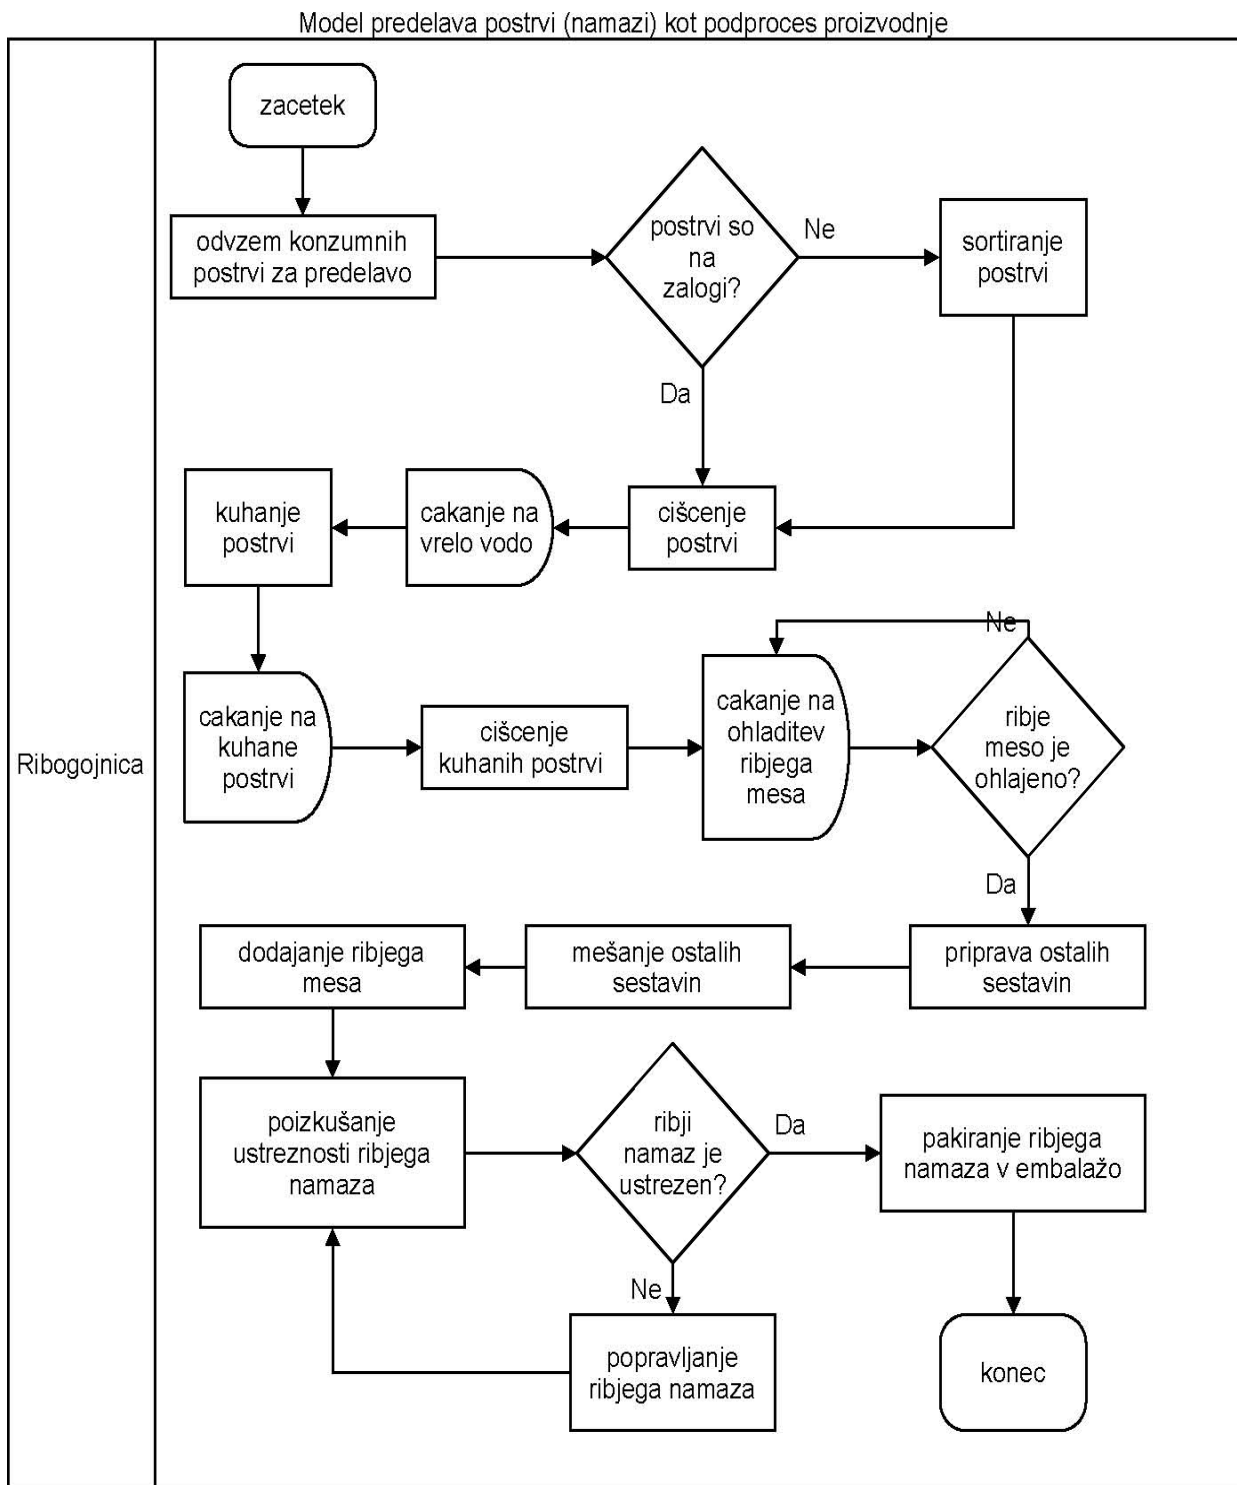 Model predelava postrvi (namazi) kot podproces proizvodnje
Ribogojnica
zacetek
odvzem konzumnih
postrvi za predelavo
postrvi so
na
zalogi?
Ne
sortiranje
postrvi
Da
cišcenje
postrvi
cakanje na
vrelo vodo
kuhanje
postrvi
cakanje na
kuhane
postrvi
cišcenje
kuhanih postrvi
cakanje na
ohladitev
ribjega
mesa
Ne
ribje
meso je
ohlajeno?
Da
priprava ostalih
sestavin
mešanje ostalih
sestavin
dodajanje ribjega
mesa
poizkušanje
ustreznosti ribjega
namaza
ribji
namaz je
ustrezen?
Da
pakiranje ribjega
namaza v embalažo
Ne
popravljanje
ribjega namaza
konec